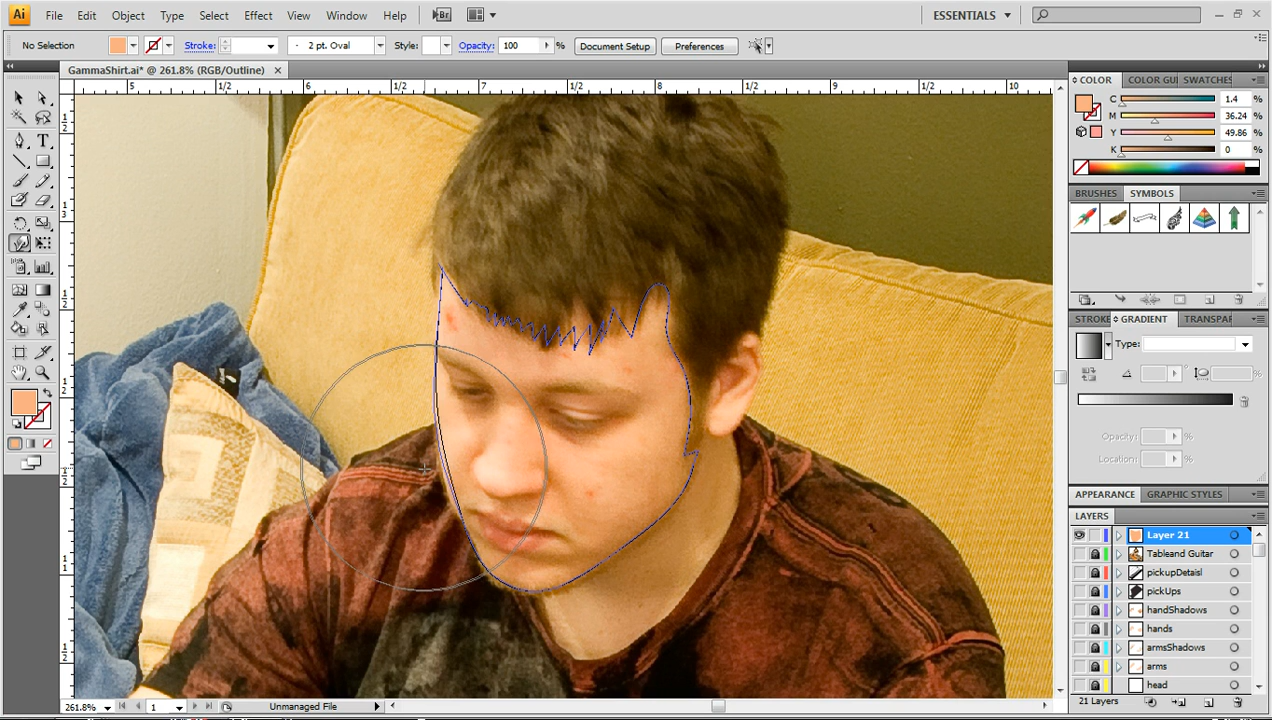 Ai File Edit Object Type Select Effect View Window Help Br ESSENTIALS
No Selection Stroke: 2 pt. Oval Style: Opacity: 100 % Document Setup Preferences
GammaShirt.ai* @ 261.8% (RGB/Outline)
5 1/2 6 1/2 7 1/2 8 1/2 9 1/2 10
COLOR COLOR GUI SWATCHES
C 1.4 %
M 36.24 %
Y 49.86 %
K 0 %
BRUSHES SYMBOLS
STROKE GRADIENT TRANSPAR
Type:
%
Opacity: %
Location: %
APPEARANCE GRAPHIC STYLES
LAYERS
Layer 21
Tableand Guitar
pickupDetaisl
pickUps
handShadows
hands
armsShadows
arms
head
21 Layers
261.8% 1 Unmanaged File